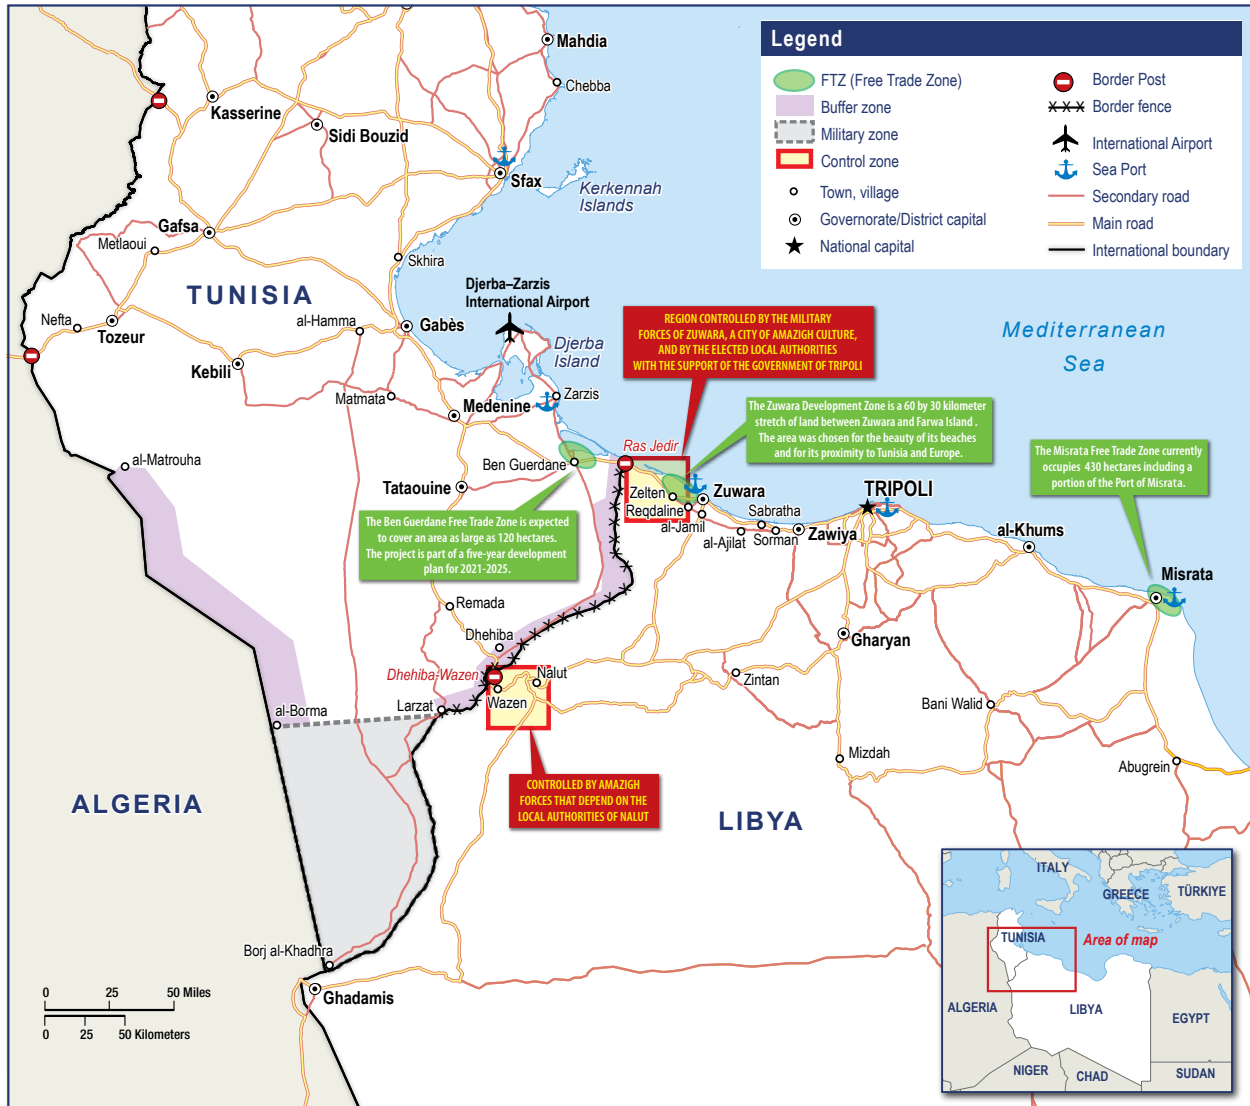 Legend
FTZ (Free Trade Zone)
Buffer zone
Military zone
Control zone
Town, village
Governorate/District capital
National capital
Border Post
Border fence
International Airport
Sea Port
Secondary road
Main road
International boundary
Mahdia
Chebba
Kasserine
Sidi Bouzid
Sfax
Kerkennah
Islands
Gafsa
Metlaoui
Skhira
TUNISIA
Djerba–Zarzis
International Airport
Nefta
Tozeur
al-Hamma
Gabès
Djerba
Island
Kebili
Matmata
Medenine
Zarzis
REGION CONTROLLED BY THE MILITARY
FORCES OF ZUWARA, A CITY OF AMAZIGH CULTURE,
AND BY THE ELECTED LOCAL AUTHORITIES
WITH THE SUPPORT OF THE GOVERNMENT OF TRIPOLI
Mediterranean
Sea
The Zuwara Development Zone is a 60 by 30 kilometer
stretch of land between Zuwara and Farwa Island .
The area was chosen for the beauty of its beaches
and for its proximity to Tunisia and Europe.
The Misrata Free Trade Zone currently
occupies 430 hectares including a
portion of the Port of Misrata.
Ras Jedir
al-Matrouha
Ben Guerdane
Tataouine
Zelten
Reqdaline
Zuwara
al-Jamil
Sabratha
al-Ajilat
Sorman
Zawiya
TRIPOLI
al-Khums
Misrata
The Ben Guerdane Free Trade Zone is expected
to cover an area as large as 120 hectares.
The project is part of a five-year development
plan for 2021-2025.
Remada
Dhehiba
Gharyan
Dhehiba-Wazen
Nalut
Wazen
Zintan
Larzat
al-Borma
Bani Walid
Mizdah
Abugrein
CONTROLLED BY AMAZIGH
FORCES THAT DEPEND ON THE
LOCAL AUTHORITIES OF NALUT
ALGERIA
LIBYA
Borj al-Khadhra
Ghadamis
0 25 50 Miles
0 25 50 Kilometers
ITALY
GREECE
TÜRKIYE
TUNISIA
Area of map
ALGERIA
LIBYA
EGYPT
NIGER
CHAD
SUDAN